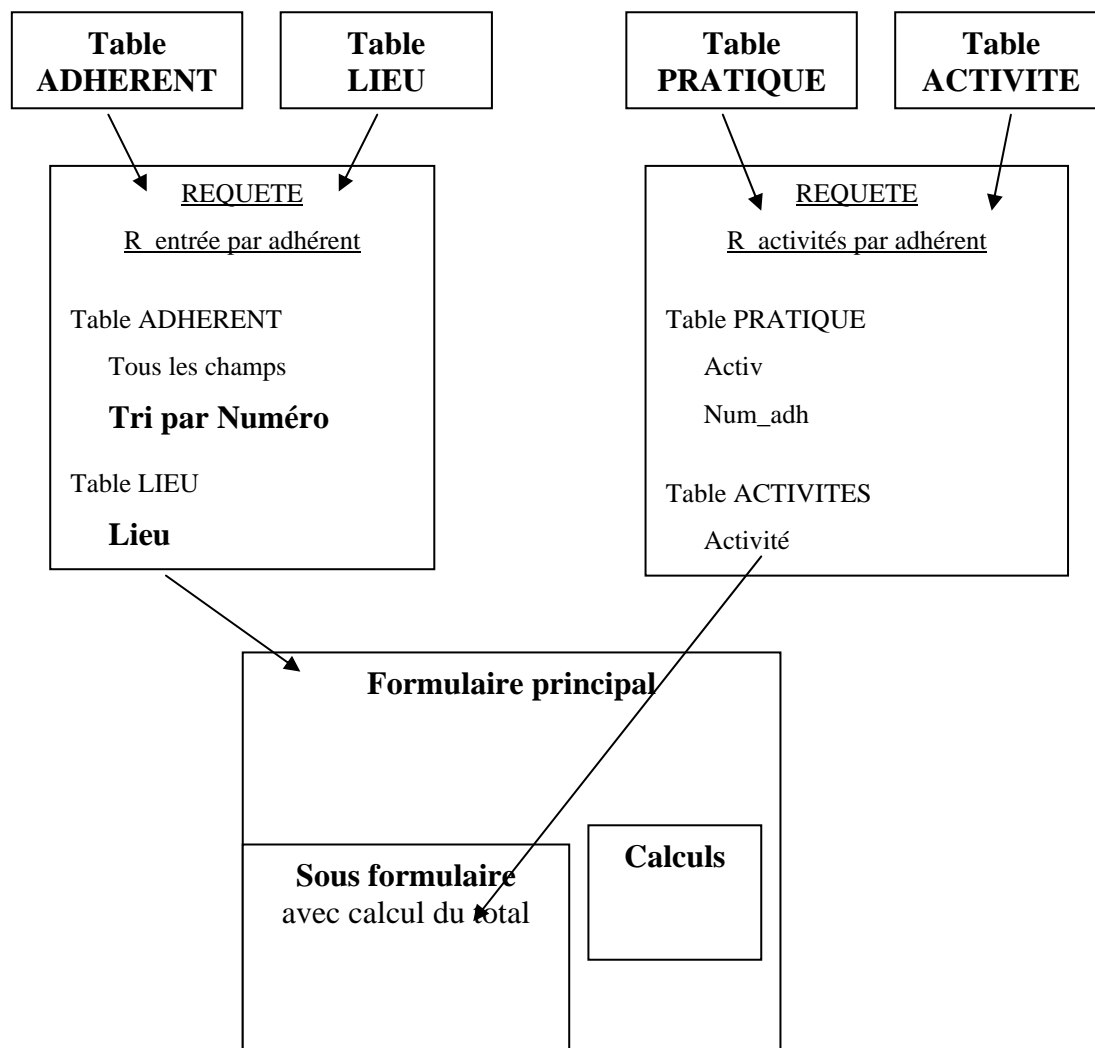 Table
ADHERENT
Table
LIEU
Table
PRATIQUE
Table
ACTIVITE
REQUETE
R_entrée par adhérent
Table ADHERENT
Tous les champs
Tri par Numéro
Table LIEU
Lieu
REQUETE
R_activités par adhérent
Table PRATIQUE
Activ
Num_adh
Table ACTIVITES
Activité
Formulaire principal
Sous formulaire
avec calcul du total
Calculs